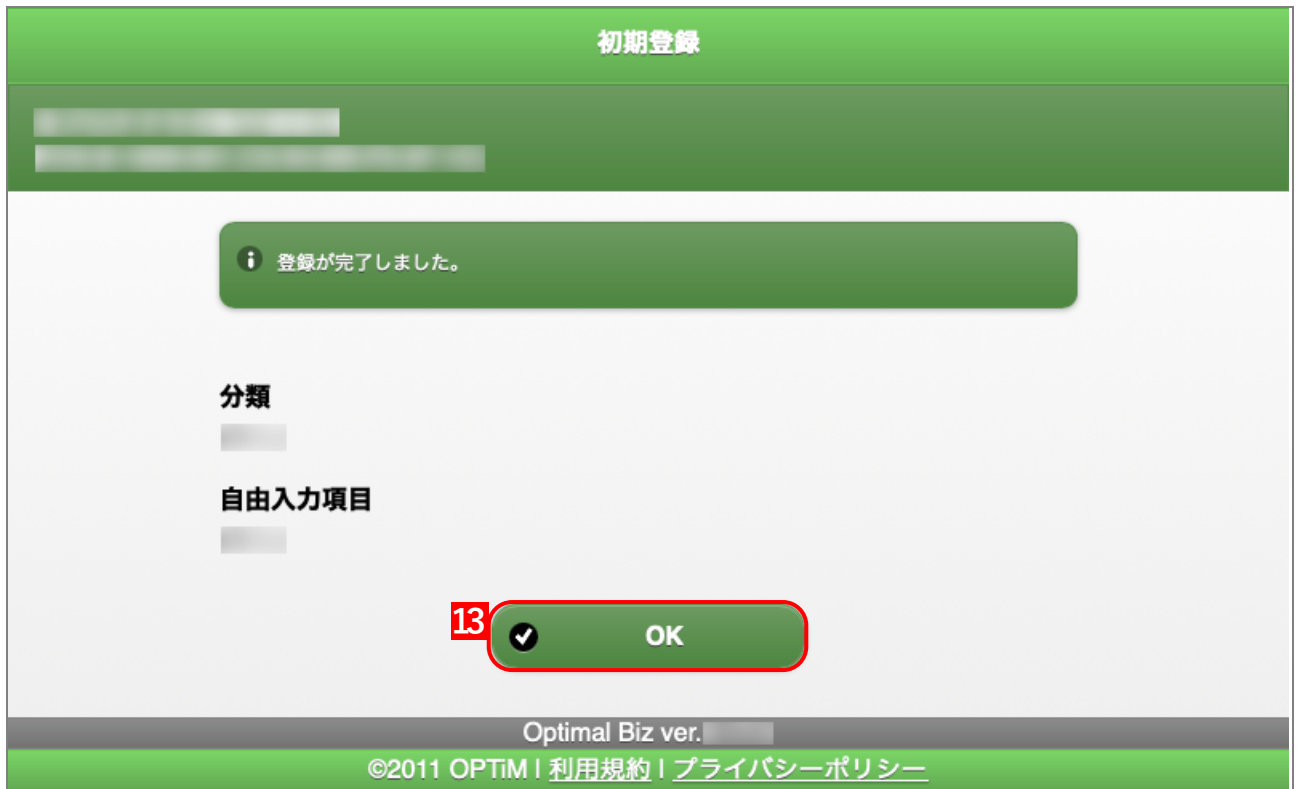 初期登録
登録が完了しました。
分類
自由入力項目
13
OK
Optimal Biz ver.
©2011 OPTiM | 利用規約 | プライバシーポリシー